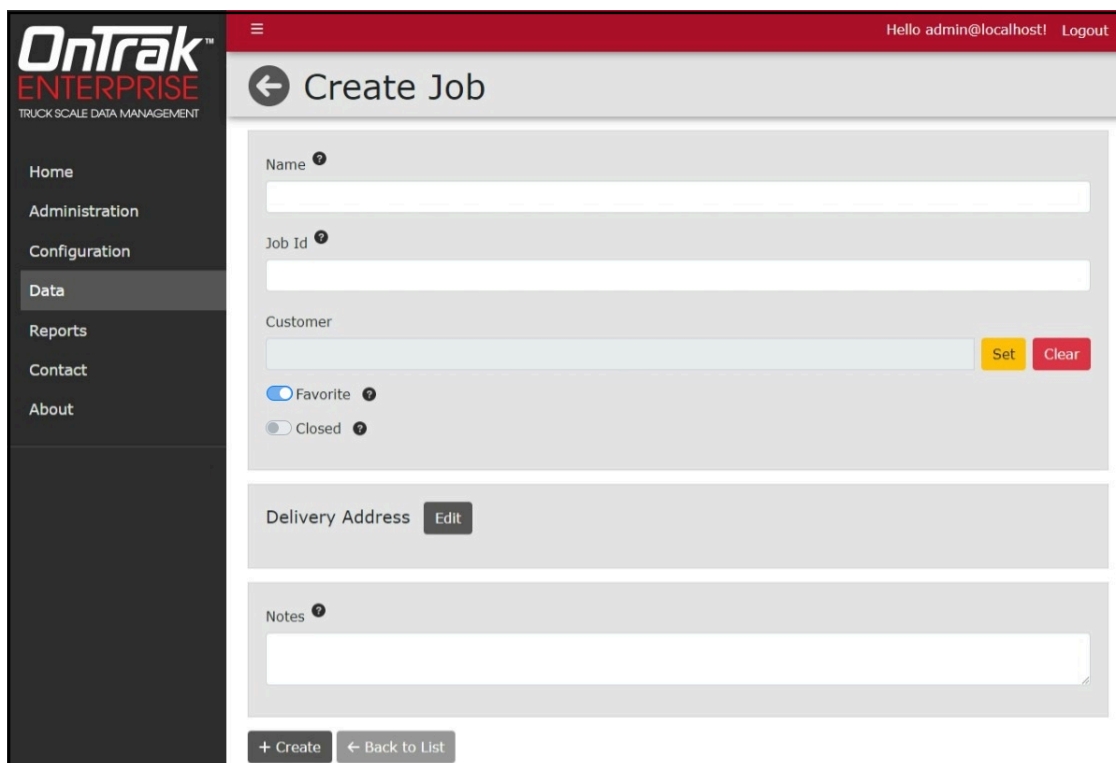 OnTrak™
ENTERPRISE
TRUCK SCALE DATA MANAGEMENT
Home
Administration
Configuration
Data
Reports
Contact
About
Hello admin@localhost! Logout
Create Job
Name ?
Job Id ?
Customer
Set Clear
Favorite ?
Closed ?
Delivery Address Edit
Notes ?
+ Create ← Back to List